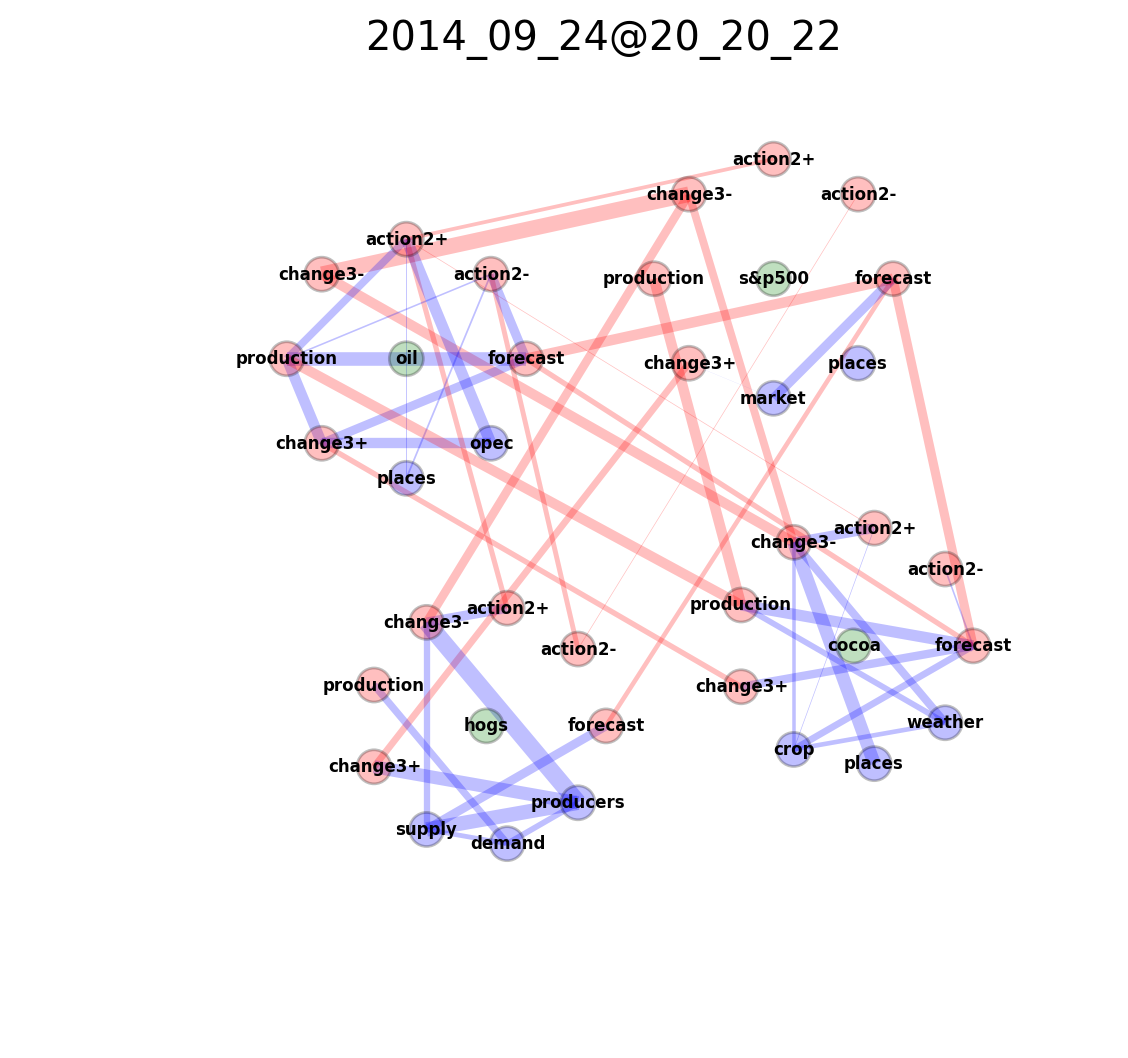 2014_09_24@20_20_22
action2+
change3-
action2-
action2+
change3-
action2-
production
s&p500
forecast
production
oil
forecast
change3+
places
market
change3+
opec
places
action2+
change3-
action2-
production
action2+
change3-
action2-
cocoa
forecast
production
change3+
hogs
forecast
weather
crop
places
change3+
producers
supply
demand